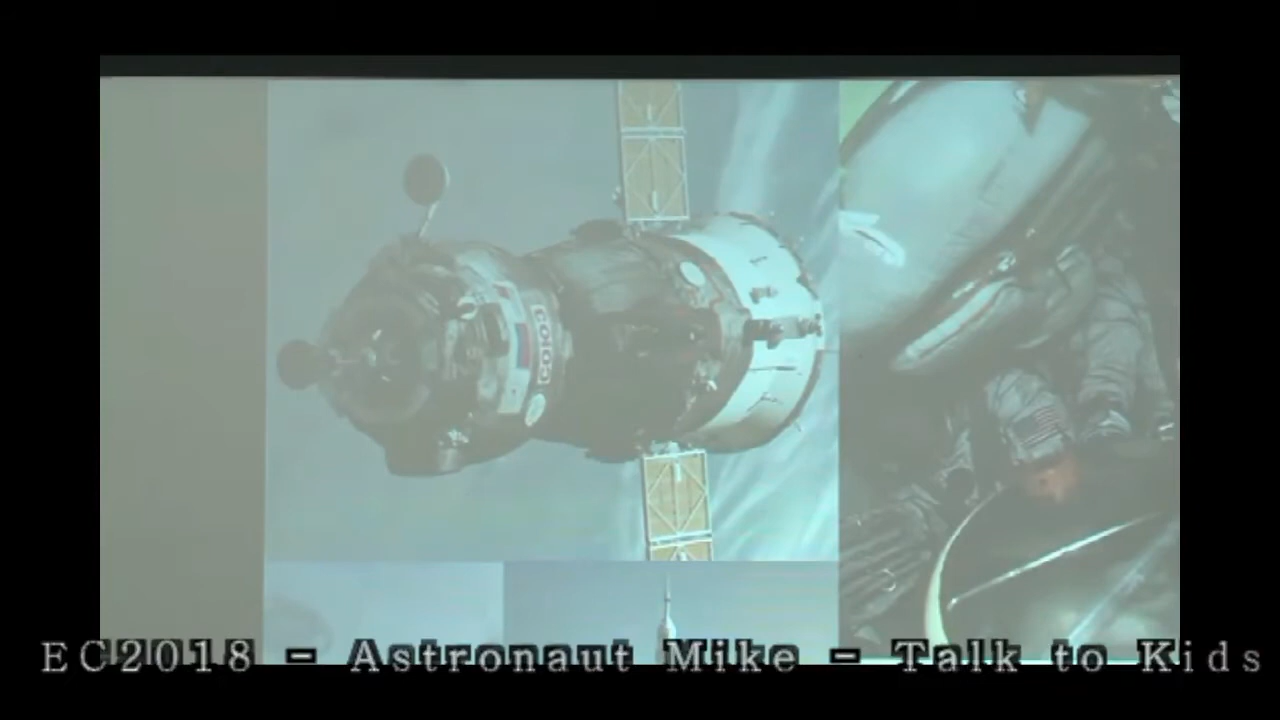 СОЮЗ
EC2018 - Astronaut Mike - Talk to Kids